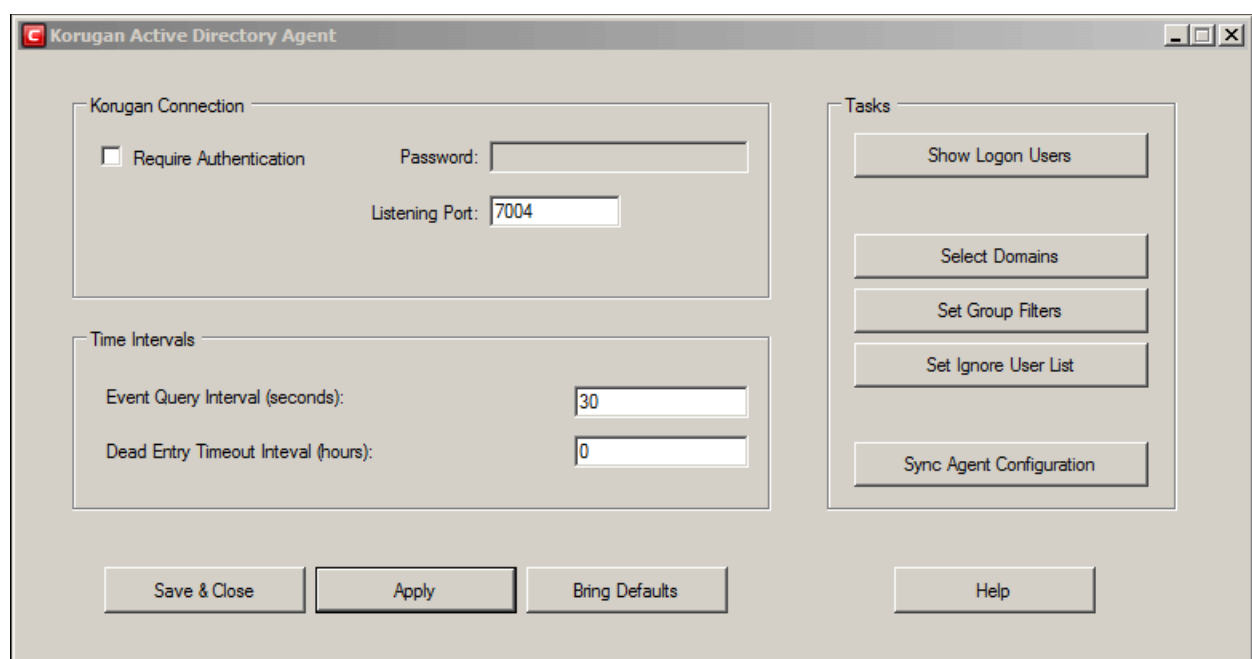 C Korugan Active Directory Agent
Korugan Connection
Require Authentication
Password:
Listening Port: 7004
Time Intervals
Event Query Interval (seconds): 30
Dead Entry Timeout Inteval (hours): 0
Tasks
Show Logon Users
Select Domains
Set Group Filters
Set Ignore User List
Sync Agent Configuration
Save & Close
Apply
Bring Defaults
Help